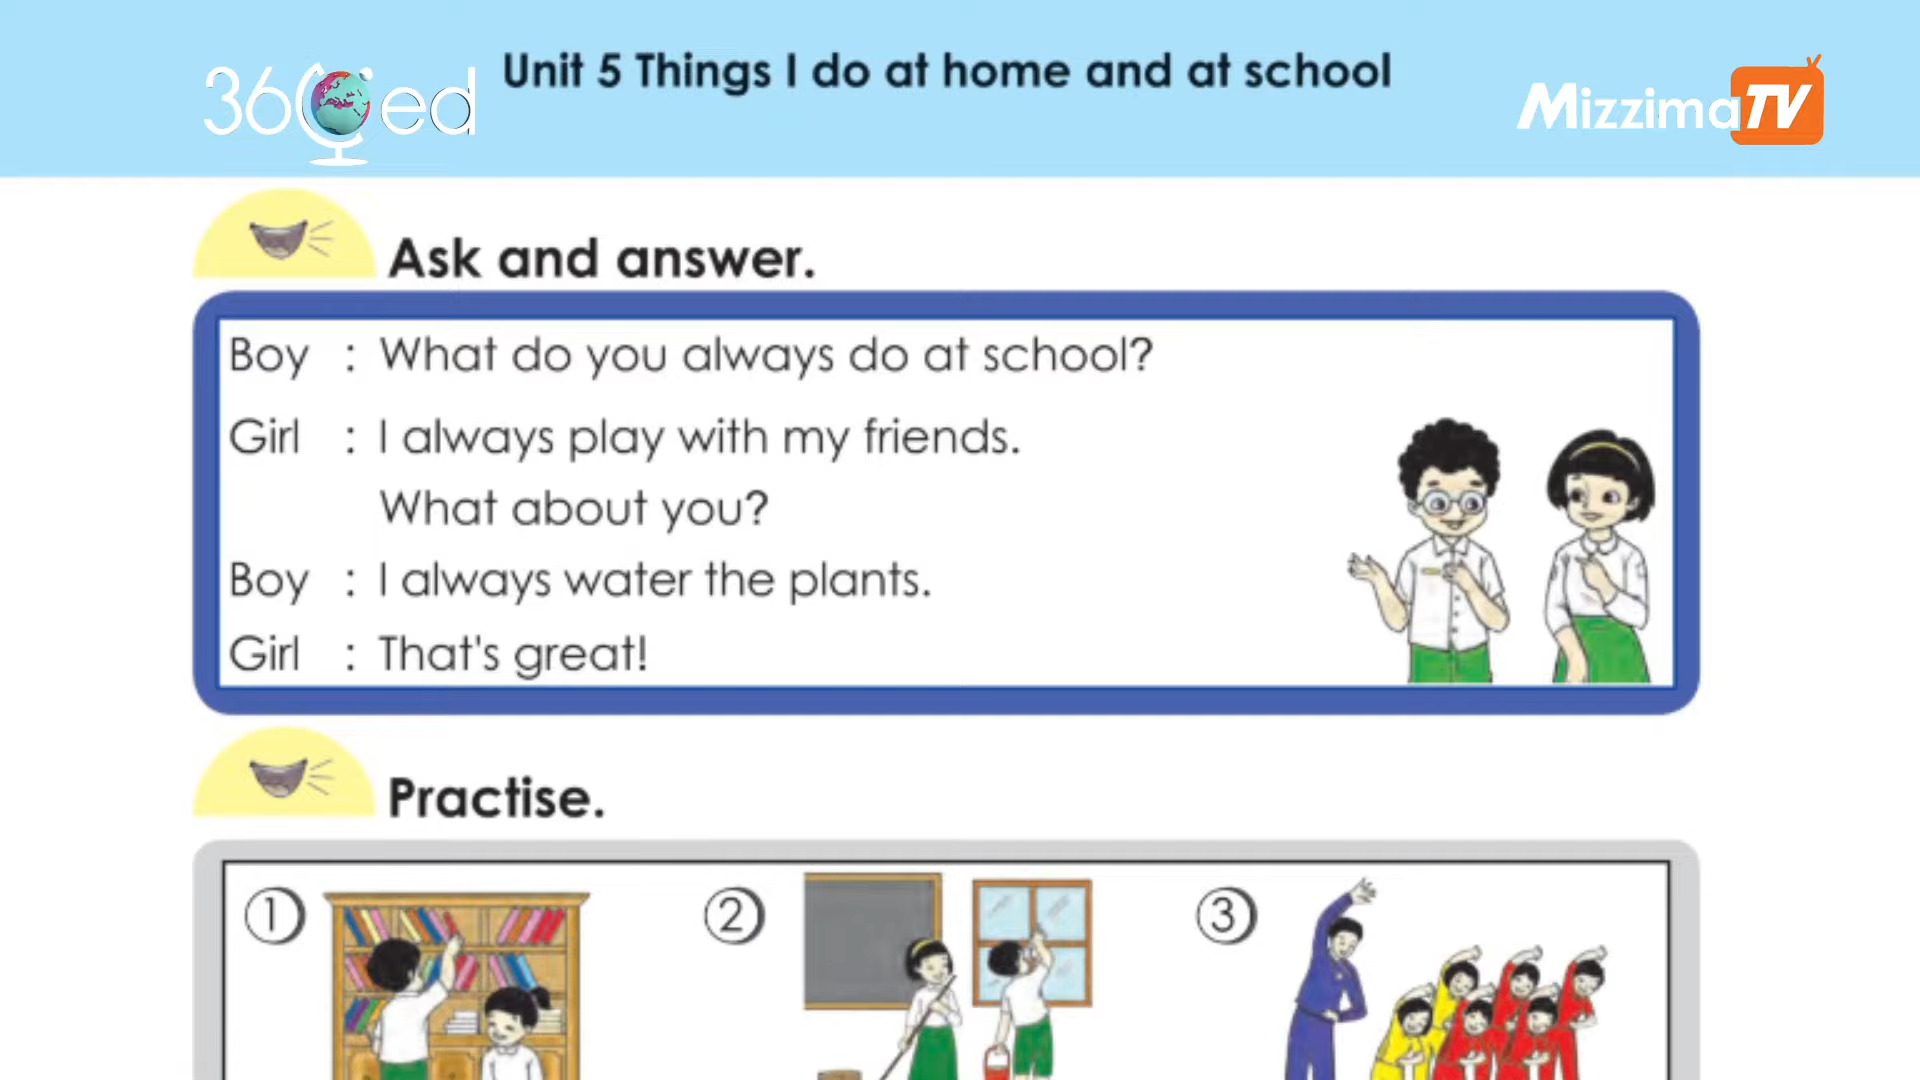 360ed
Unit 5 Things I do at home and at school
Mizzima TV
Ask and answer.
Boy : What do you always do at school?
Girl : I always play with my friends.
What about you?
Boy : I always water the plants.
Girl : That's great!
Practise.
1 2 3